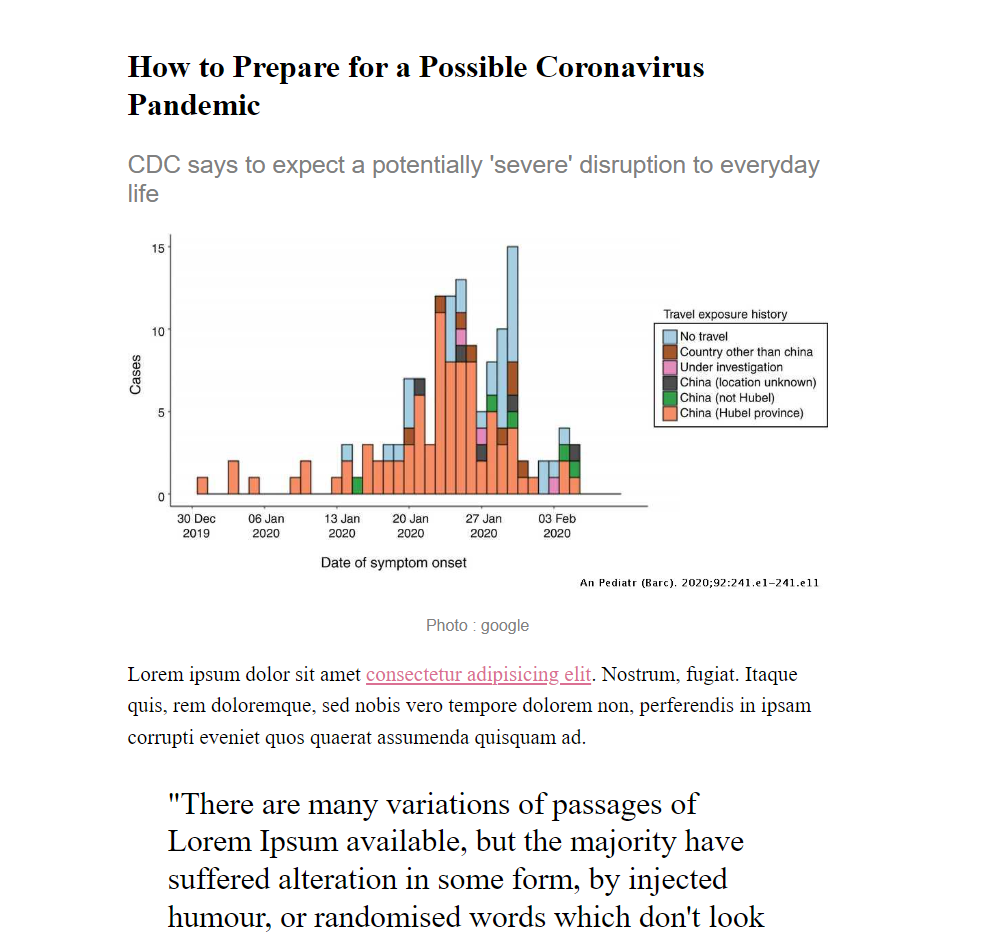 How to Prepare for a Possible Coronavirus
Pandemic
CDC says to expect a potentially 'severe' disruption to everyday
life
15
10
5
0
Cases
30 Dec
2019
06 Jan
2020
13 Jan
2020
20 Jan
2020
27 Jan
2020
03 Feb
2020
Date of symptom onset
Travel exposure history
No travel
Country other than china
Under investigation
China (location unknown)
China (not Hubel)
China (Hubel province)
An Pediatr (Barc). 2020;92:241.e1-241.e11
Photo : google
Lorem ipsum dolor sit amet consectetur adipisicing elit. Nostrum, fugiat. Itaque
quis, rem doloremque, sed nobis vero tempore dolorem non, perferendis in ipsam
corrupti eveniet quos quaerat assumenda quisquam ad.
"There are many variations of passages of
Lorem Ipsum available, but the majority have
suffered alteration in some form, by injected
humour, or randomised words which don't look